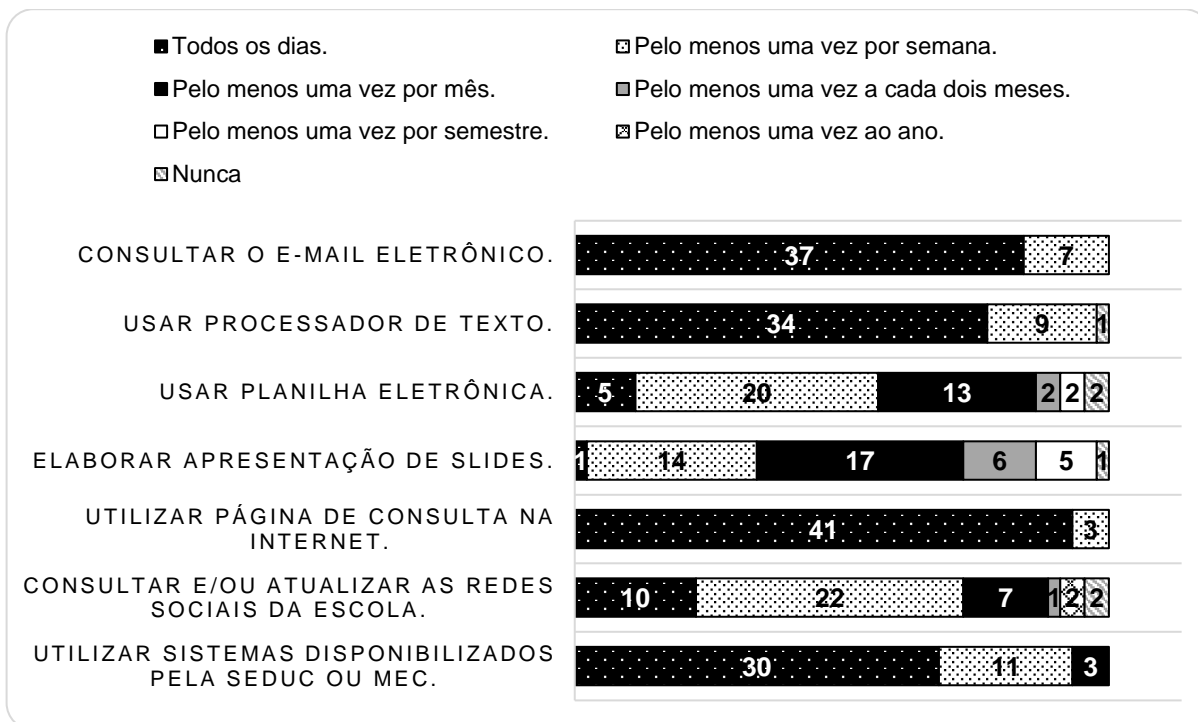 Todos os dias.
Pelo menos uma vez por semana.
Pelo menos uma vez por mês.
Pelo menos uma vez a cada dois meses.
Pelo menos uma vez por semestre.
Pelo menos uma vez ao ano.
Nunca
CONSULTAR O E-MAIL ELETRÔNICO.
37 7
USAR PROCESSADOR DE TEXTO.
34 9 1
USAR PLANILHA ELETRÔNICA.
5 20 13 2 2 2
ELABORAR APRESENTAÇÃO DE SLIDES.
1 14 17 6 5 1
UTILIZAR PÁGINA DE CONSULTA NA
INTERNET.
41 3
CONSULTAR E/OU ATUALIZAR AS REDES
SOCIAIS DA ESCOLA.
10 22 7 1 2 2
UTILIZAR SISTEMAS DISPONIBILIZADOS
PELA SEDUC OU MEC.
30 11 3